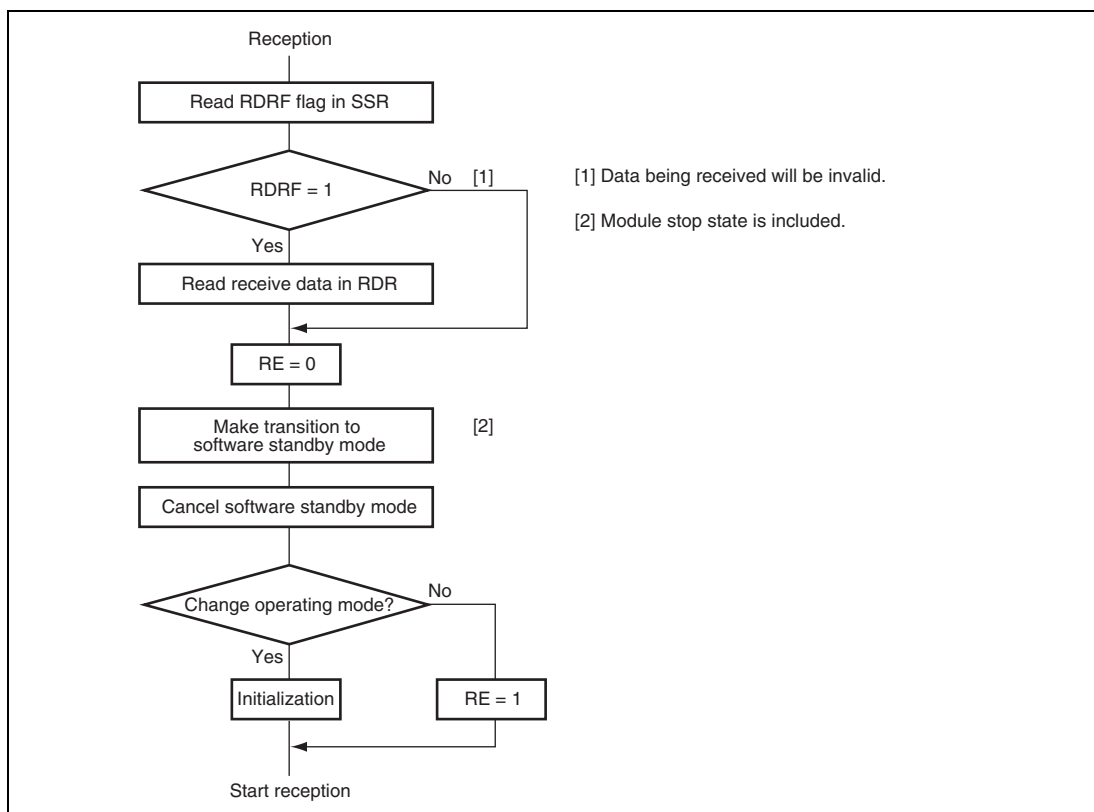 Reception
Read RDRF flag in SSR
RDRF = 1
No [1]
[1] Data being received will be invalid.
[2] Module stop state is included.
Yes
Read receive data in RDR
RE = 0
Make transition to
software standby mode
[2]
Cancel software standby mode
Change operating mode?
No
Yes
Initialization
RE = 1
Start reception